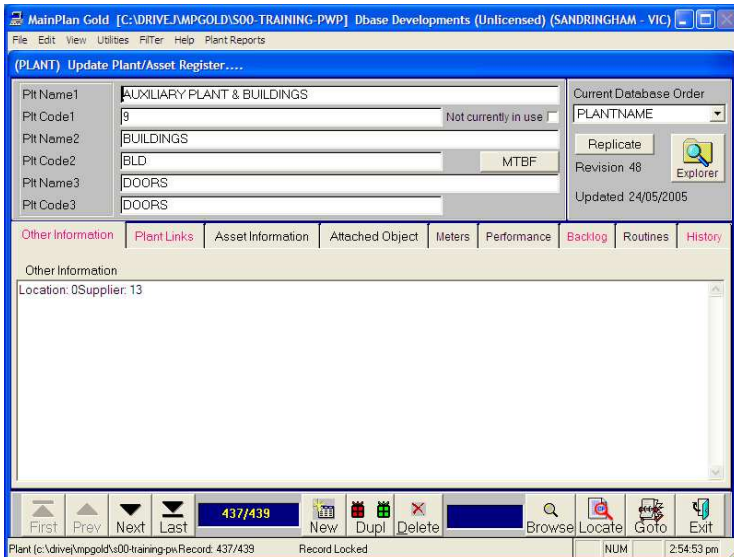 MainPlan Gold [C:\DRIVEJ\MPGOLD\S00-TRAINING-PWP] Dbase Developments (Unlicensed) (SANDRINGHAM - VIC)
File Edit View Utilities FilTer Help Plant Reports
(PLANT) Update Plant/Asset Register....
Plt Name1 AUXILIARY PLANT & BUILDINGS
Plt Code1 9 Not currently in use
Plt Name2 BUILDINGS
Plt Code2 BLD MTBF
Plt Name3 DOORS
Plt Code3 DOORS
Current Database Order
PLANTNAME
Replicate
Revision 48
Explorer
Updated 24/05/2005
Other Information Plant Links Asset Information Attached Object Meters Performance Backlog Routines History
Other Information
Location: 0Supplier: 13
First Prev Next Last 437/439 New Dupl Delete Browse Locate Goto Exit
Plant (c:\drivej\mpgold\s00-training-pw Record: 437/439 Record Locked NUM 2:54:53 pm